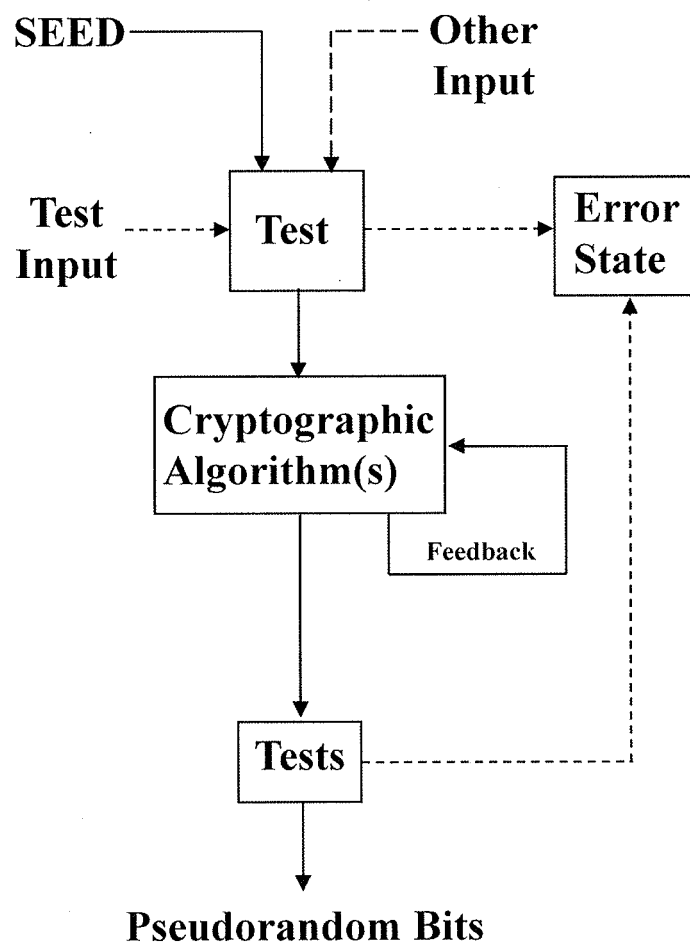 SEED
Other
Input
Test
Input
Test
Error
State
Cryptographic
Algorithm(s)
Feedback
Tests
Pseudorandom Bits